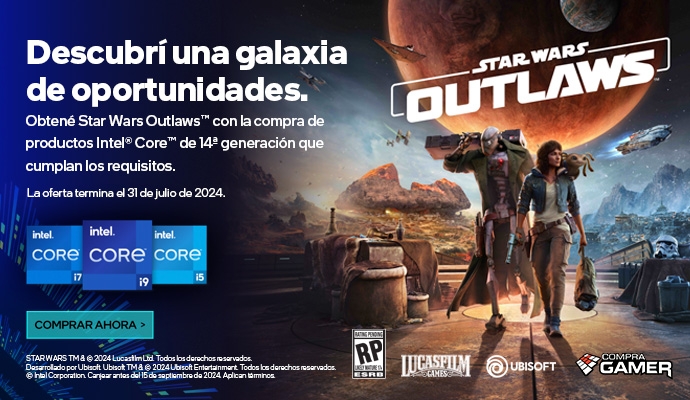 Descubrí una galaxia
de oportunidades.
Obtené Star Wars Outlaws™ con la compra de
productos Intel® Core™ de 14ª generación que
cumplan los requisitos.
La oferta termina el 31 de julio de 2024.
intel.
CORE
i7
intel.
CORE
i9
intel.
CORE
i5
COMPRAR AHORA >
STAR WARS TM & © 2024 Lucasfilm Ltd. Todos los derechos reservados.
Desarrollado por Ubisoft. Ubisoft TM & © 2024 Ubisoft Entertainment. Todos los derechos reservados.
© Intel Corporation. Canjear antes del 15 de septiembre de 2024. Aplican términos.
STAR WARS
OUTLAWS
RATING PENDING
RP
LIKELY MATURE 17+
ESRB
LUCASFILM
GAMES
UBISOFT
COMPRA
GAMER